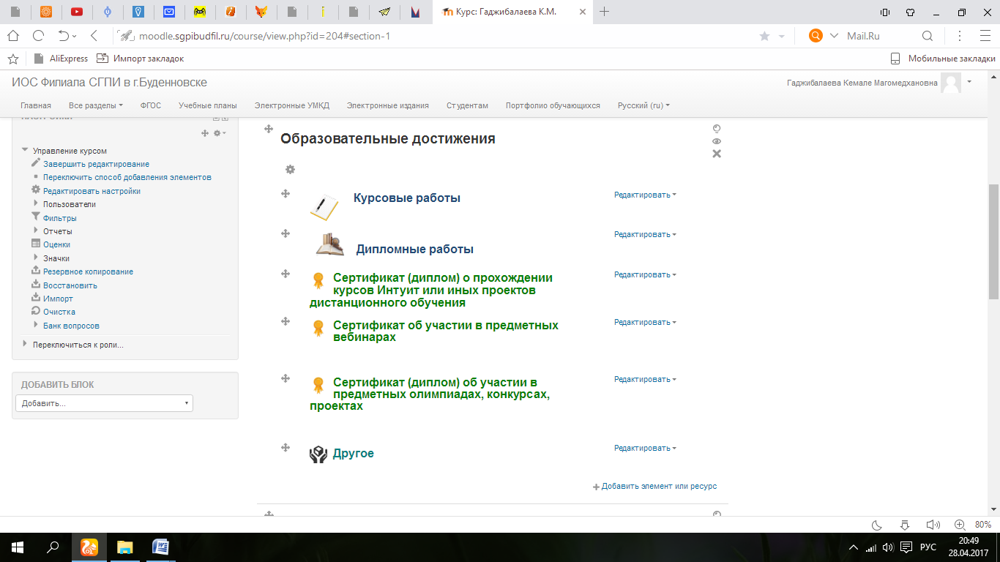 Курс: Гаджибалаева К.М.
moodle.sgpibudfil.ru/course/view.php?id=204#section-1
Mail.Ru
AliExpress
Импорт закладок
Мобильные закладки
ИОС Филиала СГПИ в г.Буденновске
Гаджибалаева Кемале Магомедхановна
Главная
Все разделы
ФГОС
Учебные планы
Электронные УМКД
Электронные издания
Студентам
Портфолио обучающихся
Русский (ru)
Управление курсом
Завершить редактирование
Переключить способ добавления элементов
Редактировать настройки
Пользователи
Фильтры
Отчеты
Оценки
Значки
Резервное копирование
Восстановить
Импорт
Очистка
Банк вопросов
Переключиться к роли...
ДОБАВИТЬ БЛОК
Добавить...
Образовательные достижения
Курсовые работы
Редактировать
Дипломные работы
Редактировать
Сертификат (диплом) о прохождении
курсов Интуит или иных проектов
дистанционного обучения
Редактировать
Сертификат об участии в предметных
вебинарах
Редактировать
Сертификат (диплом) об участии в
предметных олимпиадах, конкурсах,
проектах
Редактировать
Другое
Редактировать
Добавить элемент или ресурс
80%
РУС
20:49
28.04.2017